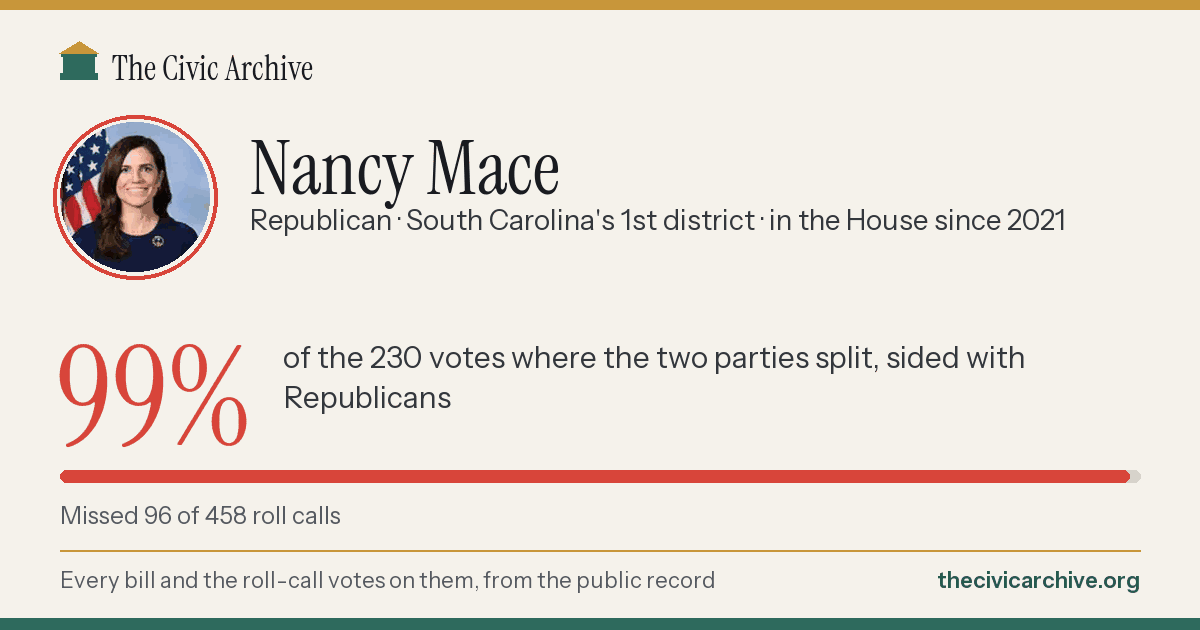 The Civic Archive
Nancy Mace
Republican · South Carolina's 1st district · in the House since 2021
99%
of the 230 votes where the two parties split, sided with
Republicans
Missed 96 of 458 roll calls
Every bill and the roll-call votes on them, from the public record
thecivicarchive.org